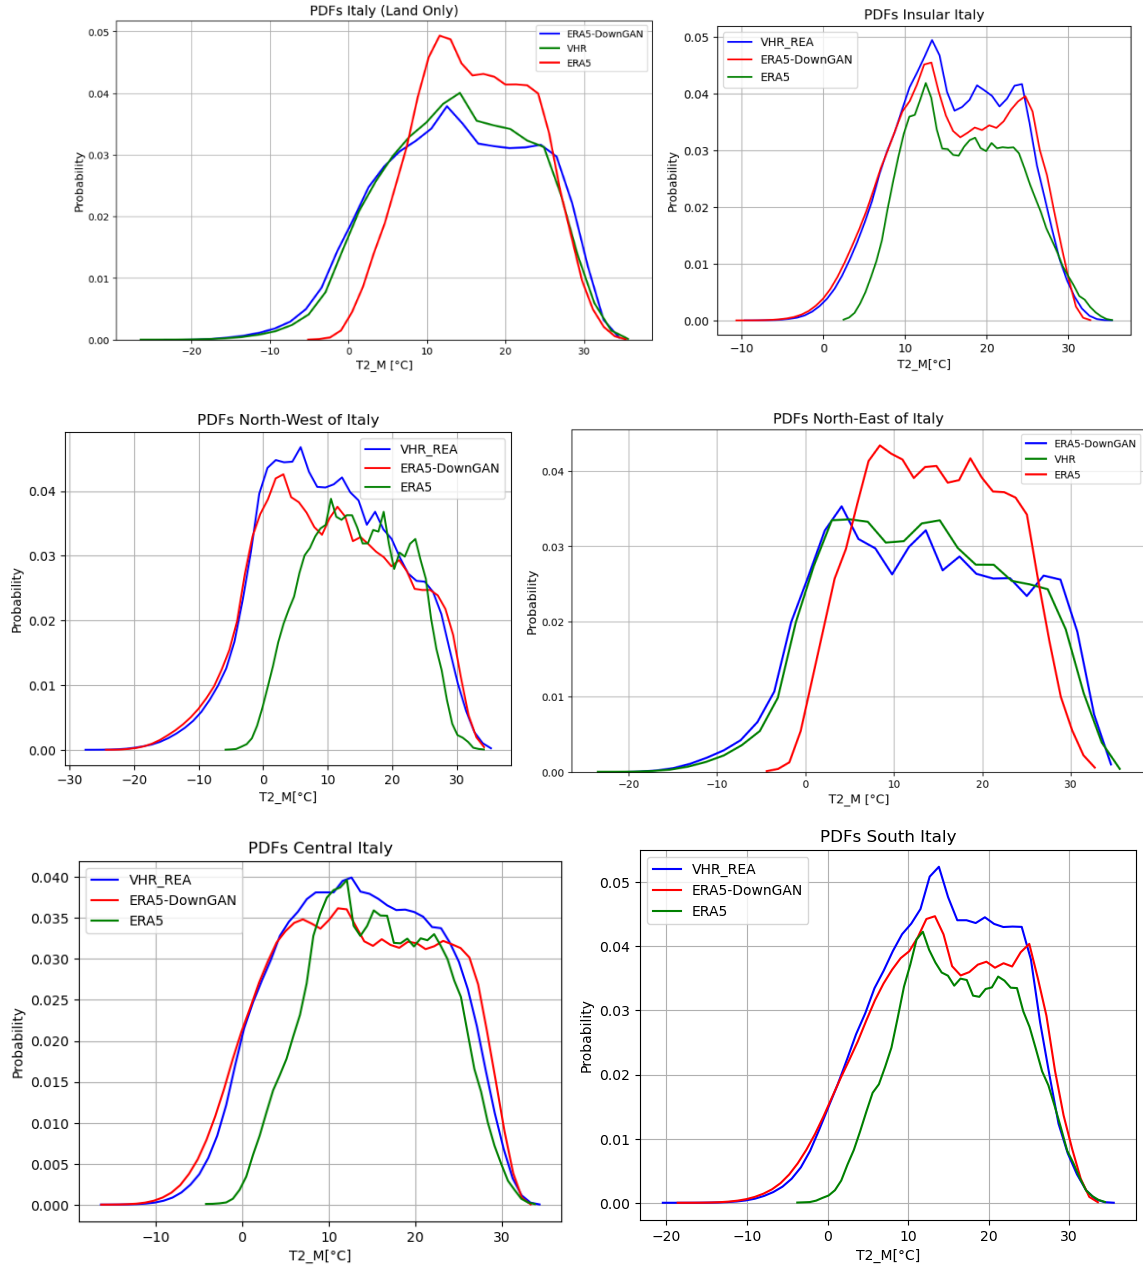 PDFs Italy (Land Only)
ERA5-DownGAN
VHR
ERA5
0.05
0.04
0.03
0.02
0.01
0.00
Probability
−20
−10
0
10
20
30
T2_M [°C]
PDFs Insular Italy
VHR_REA
ERA5-DownGAN
ERA5
0.05
0.04
0.03
0.02
0.01
0.00
Probability
−10
0
10
20
30
T2_M[°C]
PDFs North-West of Italy
VHR_REA
ERA5-DownGAN
ERA5
0.04
0.03
0.02
0.01
0.00
Probability
−30
−20
−10
0
10
20
30
T2_M[°C]
PDFs North-East of Italy
ERA5-DownGAN
VHR
ERA5
0.04
0.03
0.02
0.01
0.00
Probability
−20
−10
0
10
20
30
T2_M [°C]
PDFs Central Italy
VHR_REA
ERA5-DownGAN
ERA5
0.040
0.035
0.030
0.025
0.020
0.015
0.010
0.005
0.000
Probability
−10
0
10
20
30
T2_M[°C]
PDFs South Italy
VHR_REA
ERA5-DownGAN
ERA5
0.05
0.04
0.03
0.02
0.01
0.00
Probability
−20
−10
0
10
20
30
T2_M[°C]